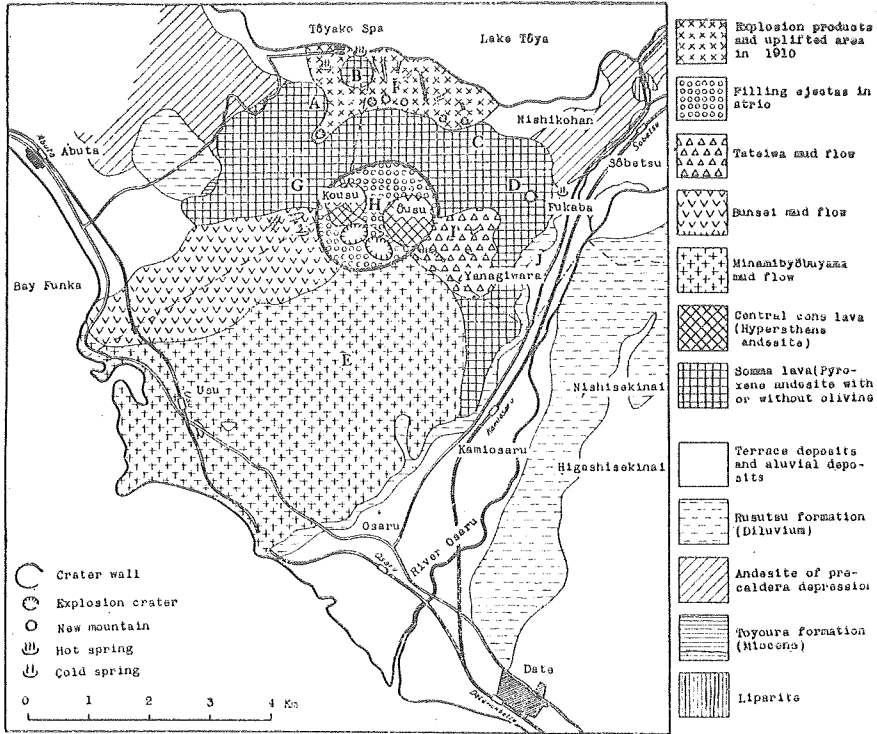 Tôyako Spa
Lake Tôya
B
F
A
Nishikohan
Abuta
Abuta
Sôbetsu
Sôbetsu
C
D
G
Kousu
H
Ôusu
Fukaba
I
J
Yanagiwara
Bay Funka
E
Usu
Nishisekinai
Kamiosaru
Higashisekinai
Osaru
River Osaru
Osaru
Date
Crater wall
Explosion crater
New mountain
Hot spring
Cold spring
0 1 2 3 4 Km
Explosion products
and uplifted area
in 1910
Filling ejectas in
atrio
Tateiwa mud flow
Bunsei mud flow
Minamibyôbuyama
mud flow
Central cone lava
(Hypersthene
andesite)
Somma lava(Pyro-
xene andesite with
or without olivine
Terrace deposits
and aluvial depo-
sits
Rusutsu formation
(Diluvium)
Andesite of pre-
caldera depression
Toyoura formation
(Miocene)
Liparite